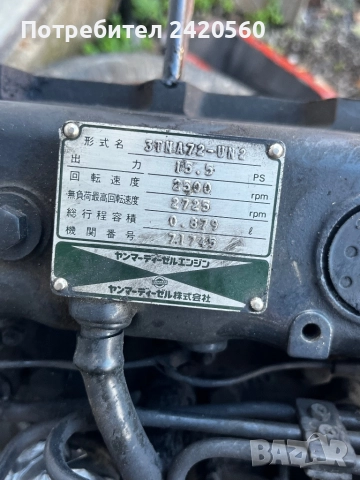 Потребител 2420560
形式名 3TNA72-UN2
出力 15.5 PS
回転速度 2500 rpm
無負荷最高回転速度 2725 rpm
総行程容積 0.879 ℓ
機関番号 71745
ヤンマーディーゼルエンジン
ヤンマーディーゼル株式会社
BAZAR